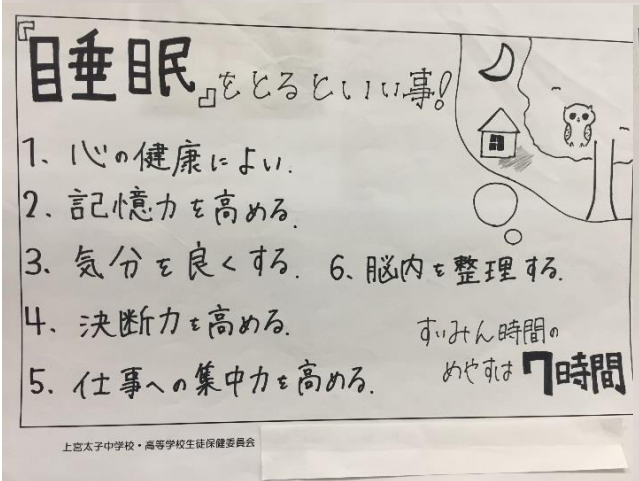 『睡眠』をとるといい事!
1、心の健康によい.
2、記憶力を高める.
3、気分を良くする.
4、決断力を高める.
5、仕事への集中力を高める.
6、脳内を整理する.
すいみん時間の
めやすは7時間
上宮太子中学校・高等学校生徒保健委員会